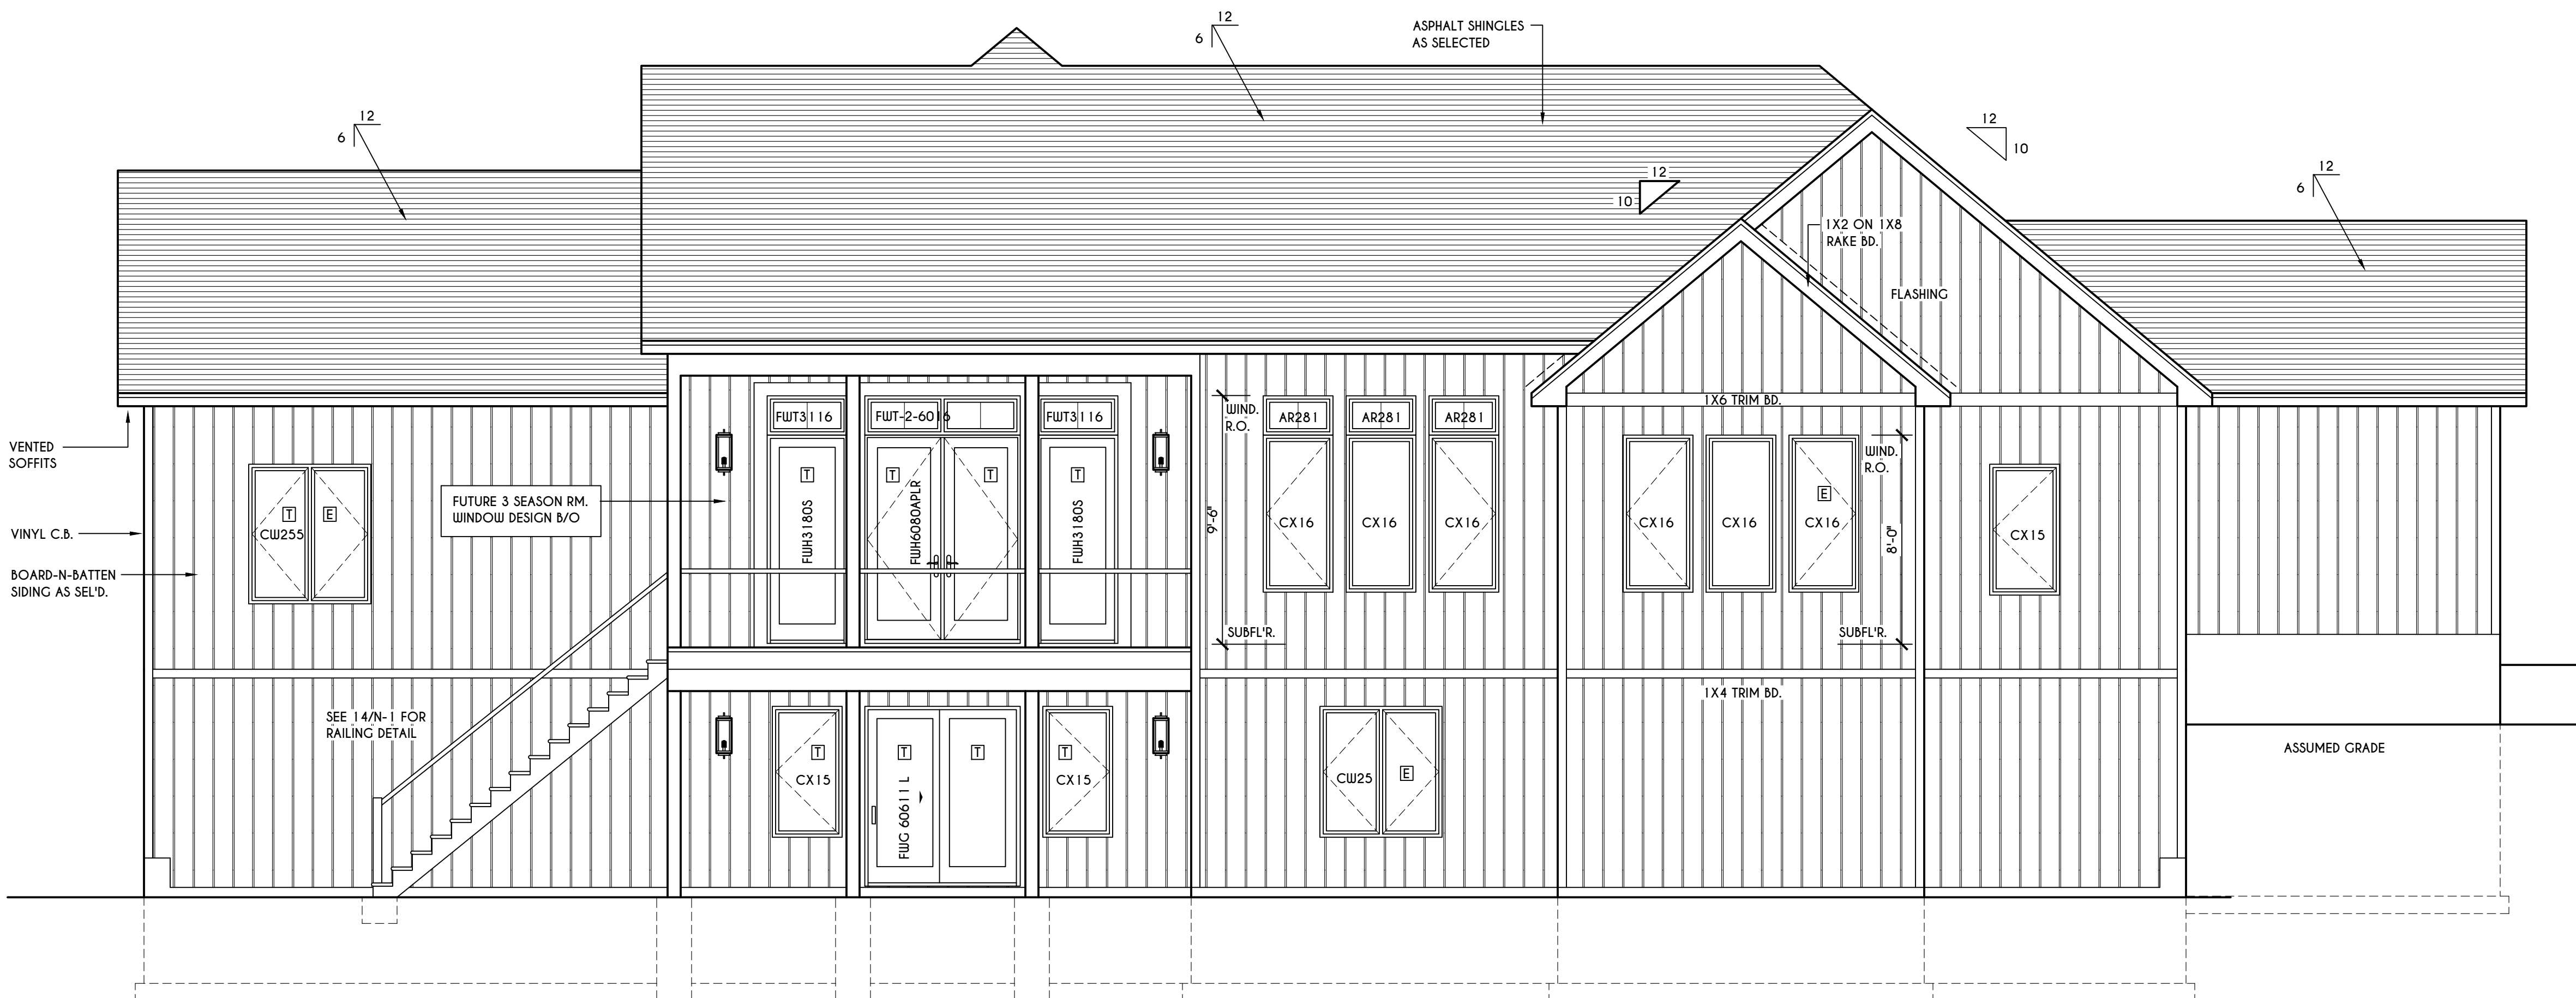 12
6
ASPHALT SHINGLES
AS SELECTED
12
6
12
10
12
10
12
6
1X2 ON 1X8
RAKE BD.
FLASHING
1X6 TRIM BD.
VENTED
SOFFITS
FWT3116
FWT-2-6016
FWT3116
WIND.
R.O.
AR281
AR281
AR281
WIND.
R.O.
T
T
T
T
FUTURE 3 SEASON RM.
WINDOW DESIGN B/O
FWH3180S
FWH6080APLR
FWH3180S
9'-6"
CX16
CX16
CX16
CX16
CX16
E
CX16
8'-0"
CX15
VINYL C.B.
T
E
CW255
BOARD-N-BATTEN
SIDING AS SEL'D.
SUBFL'R.
SUBFL'R.
1X4 TRIM BD.
SEE 14/N-1 FOR
RAILING DETAIL
T
CX15
T
T
FWG 60611 L
T
CX15
CW25
E
ASSUMED GRADE